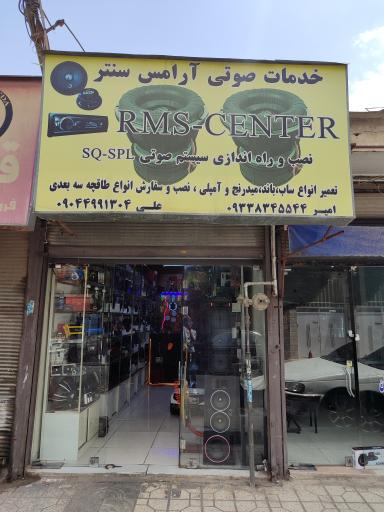 خدمات صوتی آرامس سنتر
RMS-CENTER
نصب و راه اندازی سیستم صوتی SQ-SPL
تعمیر انواع ساب،باند،میدرنج و آمپلی ، نصب و سفارش انواع طاقچه سه بعدی
امیر ۰۹۳۳۸۳۴۵۵۴۴
علی ۰۹۰۴۴۹۹۱۳۰۴